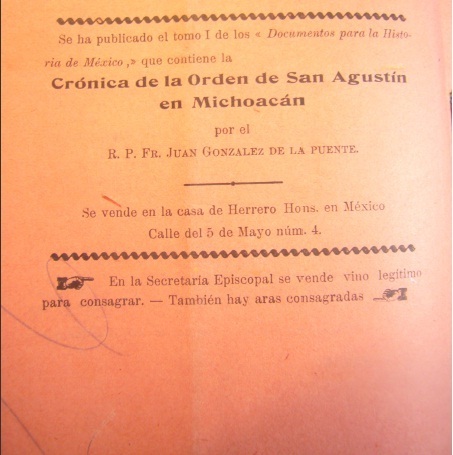 Se ha publicado el tomo I de los « Documentos para la Histo-
ria de México,» que contiene la
Crónica de la Orden de San Agustín
en Michoacán
por el
R. P. FR. JUAN GONZALEZ DE LA PUENTE.
Se vende en la casa de Herrero Hons. en México
Calle del 5 de Mayo núm. 4.
En la Secretaría Episcopal se vende vino legítimo
para consagrar. — También hay aras consagradas